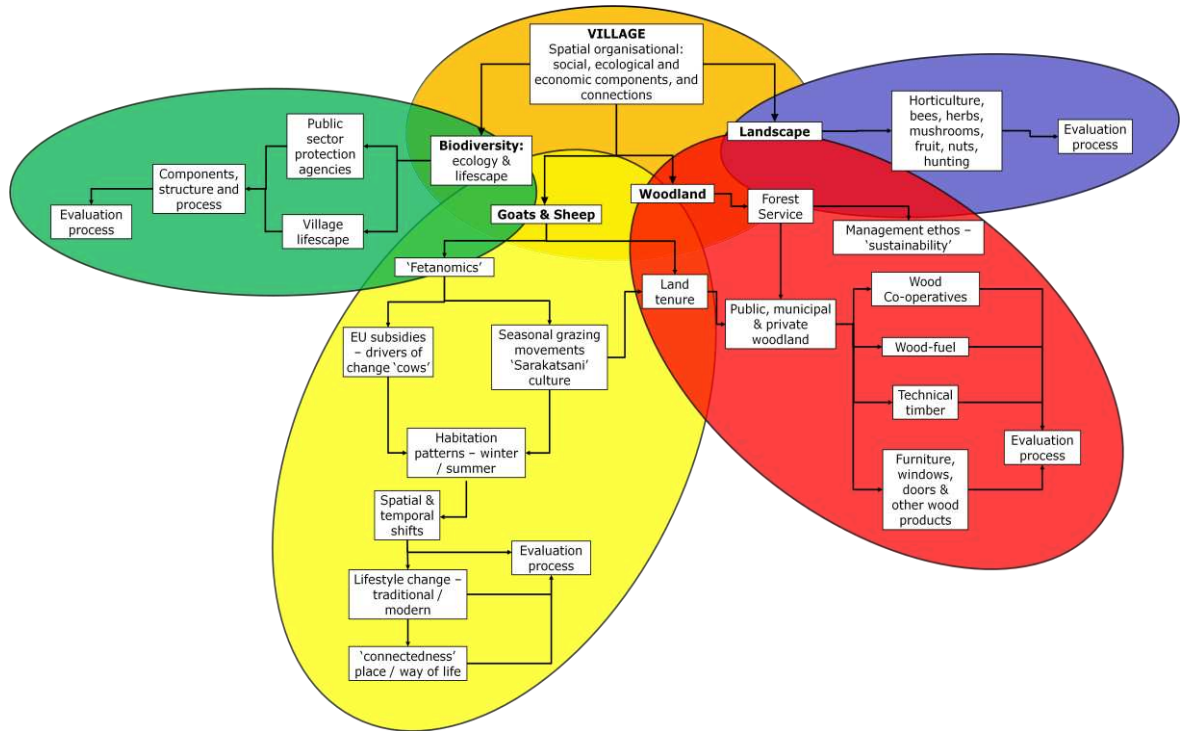 VILLAGE
Spatial organisational:
social, ecological and
economic components, and
connections
Biodiversity:
ecology &
lifescape
Public
sector
protection
agencies
Village
lifescape
Components,
structure and
process
Evaluation
process
Landscape
Horticulture,
bees, herbs,
mushrooms,
fruit, nuts,
hunting
Evaluation
process
Goats & Sheep
‘Fetanomics’
EU subsidies
– drivers of
change ‘cows’
Seasonal grazing
movements
‘Sarakatsani’
culture
Land
tenure
Habitation
patterns – winter
/ summer
Spatial &
temporal
shifts
Evaluation
process
Lifestyle change –
traditional /
modern
‘connectedness’
place / way of life
Woodland
Forest
Service
Management ethos –
‘sustainability’
Public, municipal
& private
woodland
Wood
Co-operatives
Wood-fuel
Technical
timber
Furniture,
windows,
doors &
other wood
products
Evaluation
process